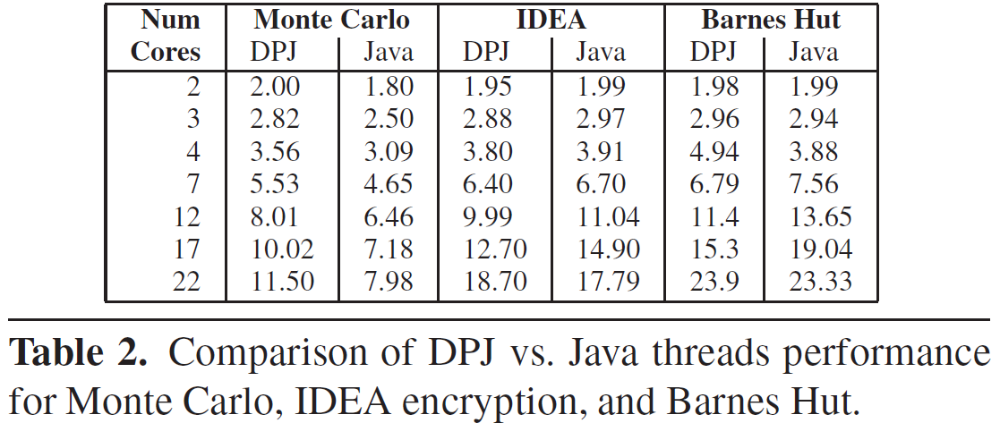 Num Monte Carlo IDEA Barnes Hut
Cores DPJ Java DPJ Java DPJ Java
2 2.00 1.80 1.95 1.99 1.98 1.99
3 2.82 2.50 2.88 2.97 2.96 2.94
4 3.56 3.09 3.80 3.91 4.94 3.88
7 5.53 4.65 6.40 6.70 6.79 7.56
12 8.01 6.46 9.99 11.04 11.4 13.65
17 10.02 7.18 12.70 14.90 15.3 19.04
22 11.50 7.98 18.70 17.79 23.9 23.33
Table 2. Comparison of DPJ vs. Java threads performance
for Monte Carlo, IDEA encryption, and Barnes Hut.